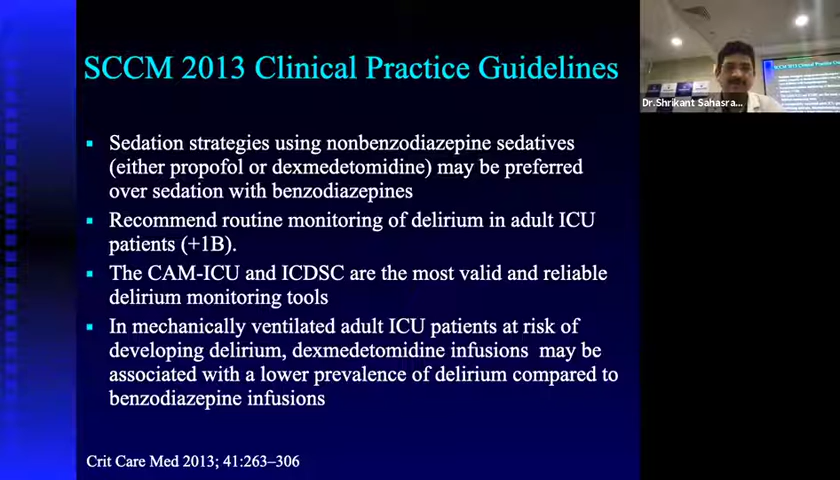 SCCM 2013 Clinical Practice Guidelines
Sedation strategies using nonbenzodiazepine sedatives
(either propofol or dexmedetomidine) may be preferred
over sedation with benzodiazepines
Recommend routine monitoring of delirium in adult ICU
patients (+1B).
The CAM-ICU and ICDSC are the most valid and reliable
delirium monitoring tools
In mechanically ventilated adult ICU patients at risk of
developing delirium, dexmedetomidine infusions may be
associated with a lower prevalence of delirium compared to
benzodiazepine infusions
Crit Care Med 2013; 41:263–306
Dr.Shrikant Sahasra...
SCCM 2013 Clinical Practice